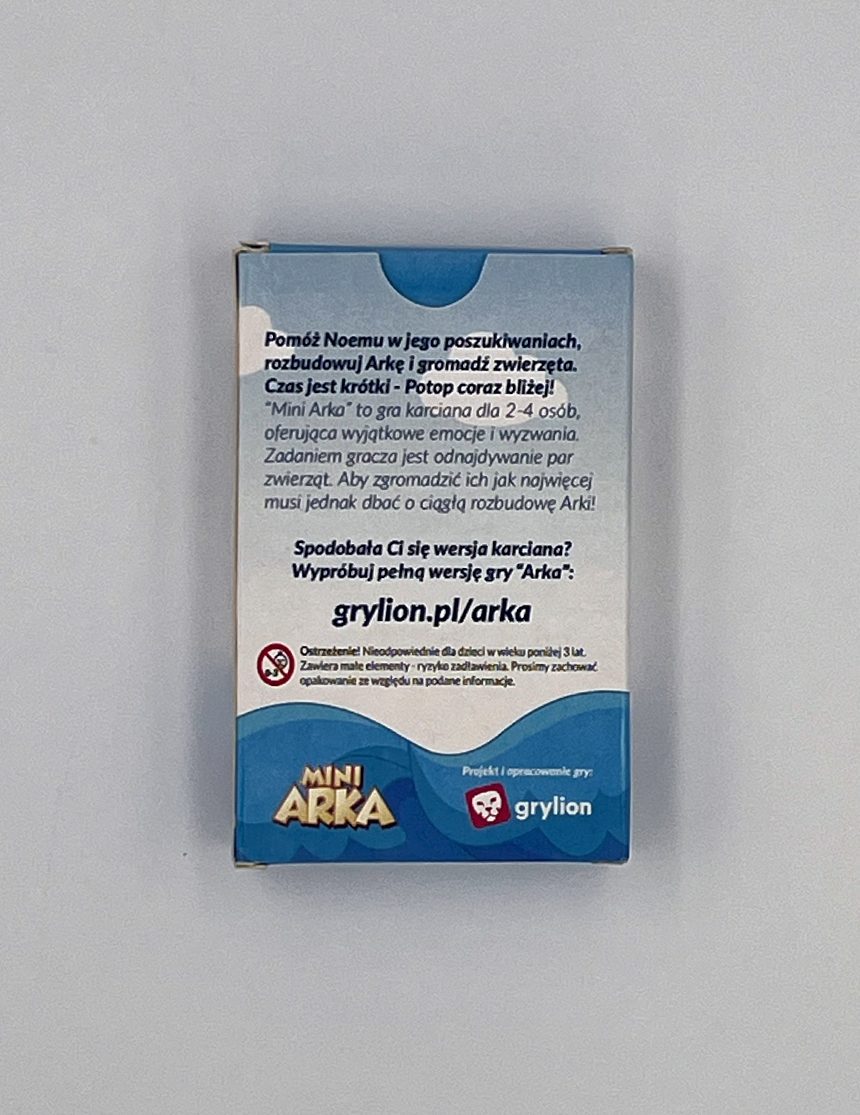 Pomóż Noemu w jego poszukiwaniach,
rozbudowuj Arkę i gromadź zwierzęta.
Czas jest krótki - Potop coraz bliżej!
"Mini Arka" to gra karciana dla 2-4 osób,
oferująca wyjątkowe emocje i wyzwania.
Zadaniem gracza jest odnajdywanie par
zwierząt. Aby zgromadzić ich jak najwięcej
musi jednak dbać o ciągłą rozbudowę Arki!
Spodobała Ci się wersja karciana?
Wypróbuj pełną wersję gry "Arka":
grylion.pl/arka
0-3
Ostrzeżenie! Nieodpowiednie dla dzieci w wieku poniżej 3 lat.
Zawiera małe elementy - ryzyko zadławienia. Prosimy zachować
opakowanie ze względu na podane informacje.
MINI
ARKA
Projekt i opracowanie gry:
grylion